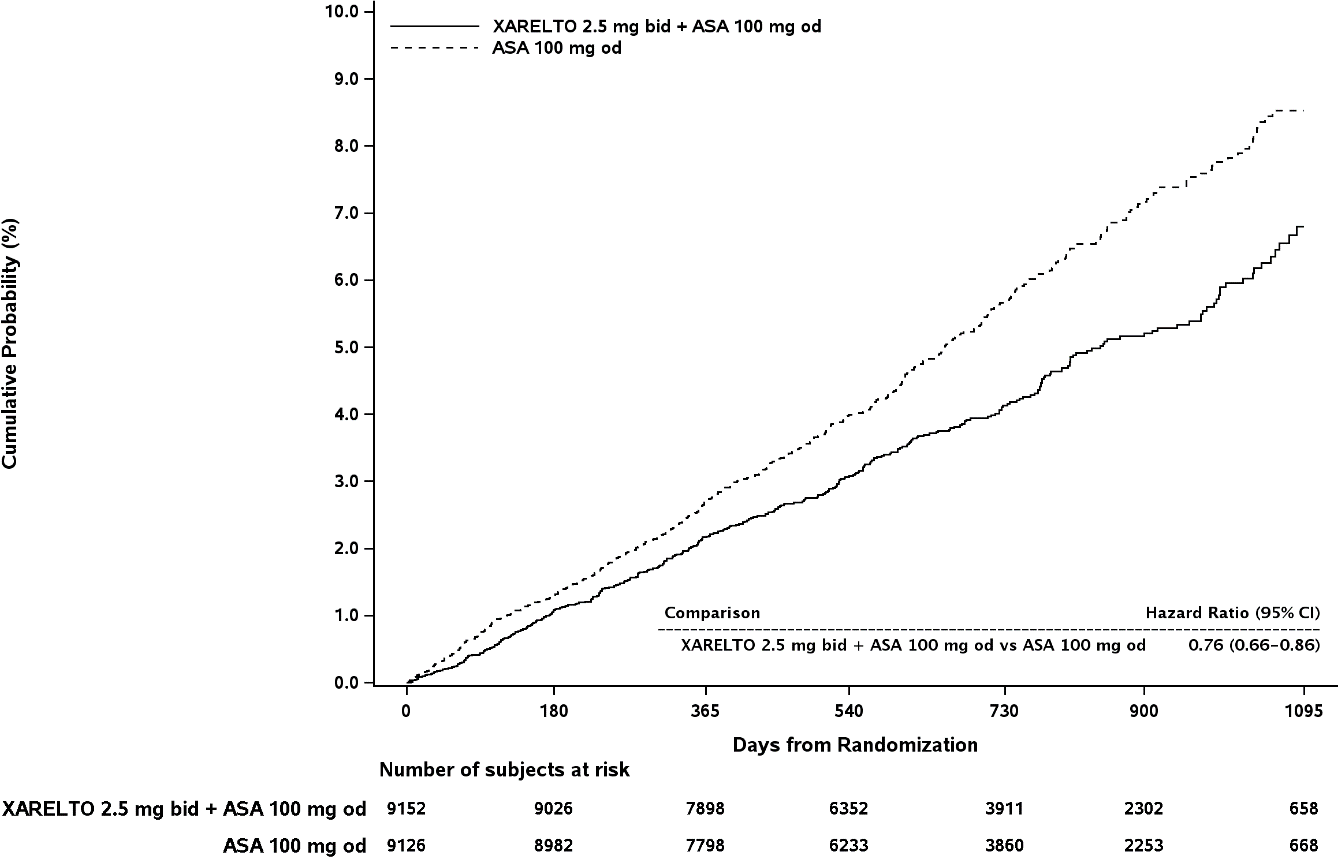 10.0
XARELTO 2.5 mg bid + ASA 100 mg od
ASA 100 mg od
9.0
8.0
7.0
6.0
5.0
4.0
3.0
2.0
1.0
0.0
Cumulative Probability (%)
Comparison Hazard Ratio (95% CI)
XARELTO 2.5 mg bid + ASA 100 mg od vs ASA 100 mg od 0.76 (0.66–0.86)
0 180 365 540 730 900 1095
Days from Randomization
Number of subjects at risk
XARELTO 2.5 mg bid + ASA 100 mg od 9152 9026 7898 6352 3911 2302 658
ASA 100 mg od 9126 8982 7798 6233 3860 2253 668